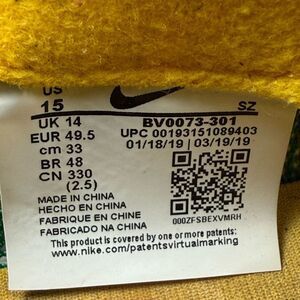 US
15 SZ
UK 14 BV0073-301
EUR 49.5 UPC 00193151089403
cm 33 01/18/19 | 03/19/19
BR 48
CN 330
(2.5)
MADE IN CHINA
HECHO EN CHINA
FABRIQUE EN CHINE
FABRICADO NA CHINA
000ZFSBEXVMRH
This product is covered by one or more patents:
www.nike.com/patentsvirtualmarking